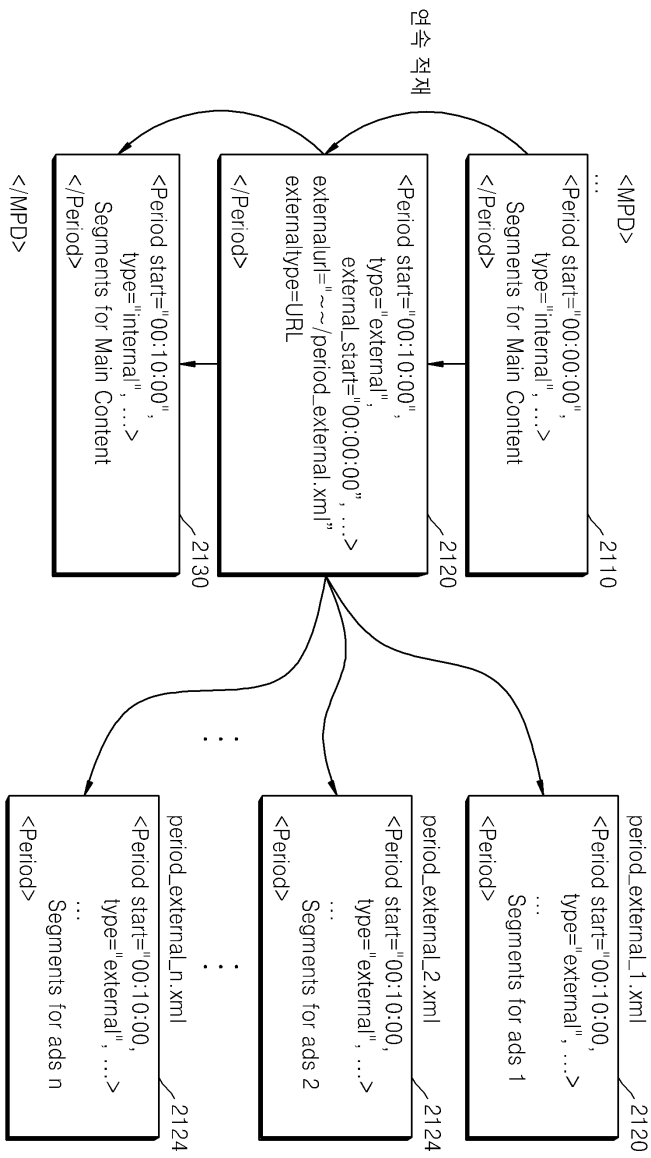 연속 적재
<MPD>
...
<Period start="00:00:00",
type="internal", ....>
Segments for Main Content
</Period>
2110
<Period start="00:10:00",
type="external",
external_start="00:00:00", ....>
externalurl="~~/period_external.xml"
externaltype=URL
</Period>
2120
<Period start="00:10:00",
type="internal", ....>
Segments for Main Content
</Period>
2130
</MPD>
period_external_1.xml
<Period start="00:10:00,
type="external", ....>
...
Segments for ads 1
<Period>
2120
period_external_2.xml
<Period start="00:10:00,
type="external", ....>
...
Segments for ads 2
<Period>
2124
...
...
period_external_n.xml
<Period start="00:10:00,
type="external", ....>
...
Segments for ads n
<Period>
2124